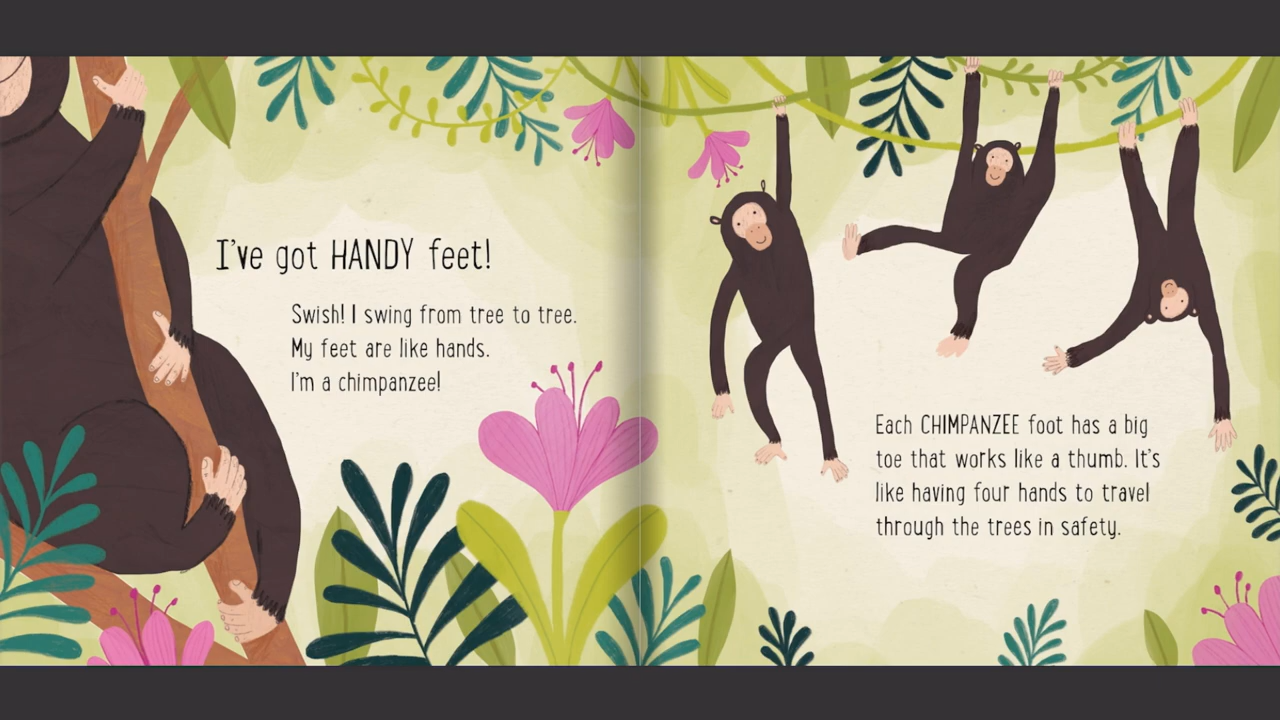 I've got HANDY feet!
Swish! I swing from tree to tree.
My feet are like hands.
I'm a chimpanzee!
Each CHIMPANZEE foot has a big
toe that works like a thumb. It's
like having four hands to travel
through the trees in safety.